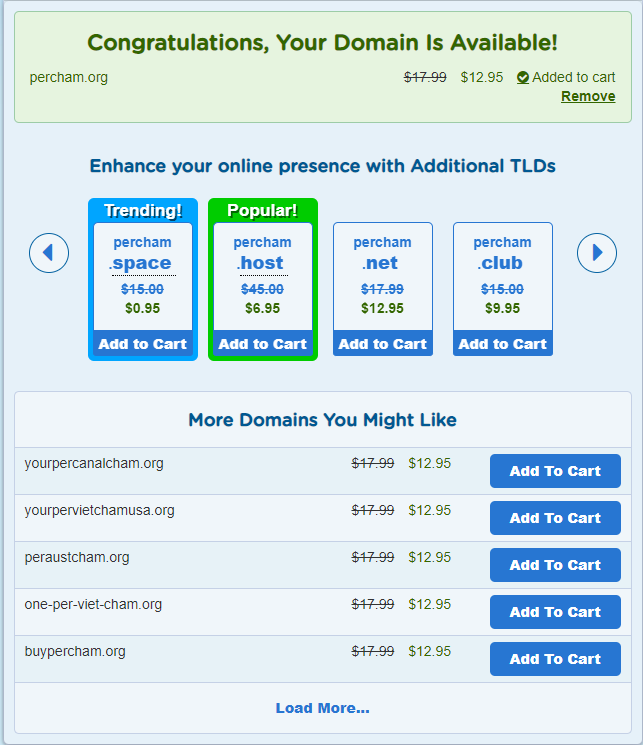 Congratulations, Your Domain Is Available!
percham.org $17.99 $12.95 Added to cart
Remove
Enhance your online presence with Additional TLDs
Trending!
percham
.space
$15.00
$0.95
Add to Cart
Popular!
percham
.host
$45.00
$6.95
Add to Cart
percham
.net
$17.99
$12.95
Add to Cart
percham
.club
$15.00
$9.95
Add to Cart
More Domains You Might Like
yourpercanalcham.org $17.99 $12.95 Add To Cart
yourpervietchamusa.org $17.99 $12.95 Add To Cart
peraustcham.org $17.99 $12.95 Add To Cart
one-per-viet-cham.org $17.99 $12.95 Add To Cart
buypercham.org $17.99 $12.95 Add To Cart
Load More...